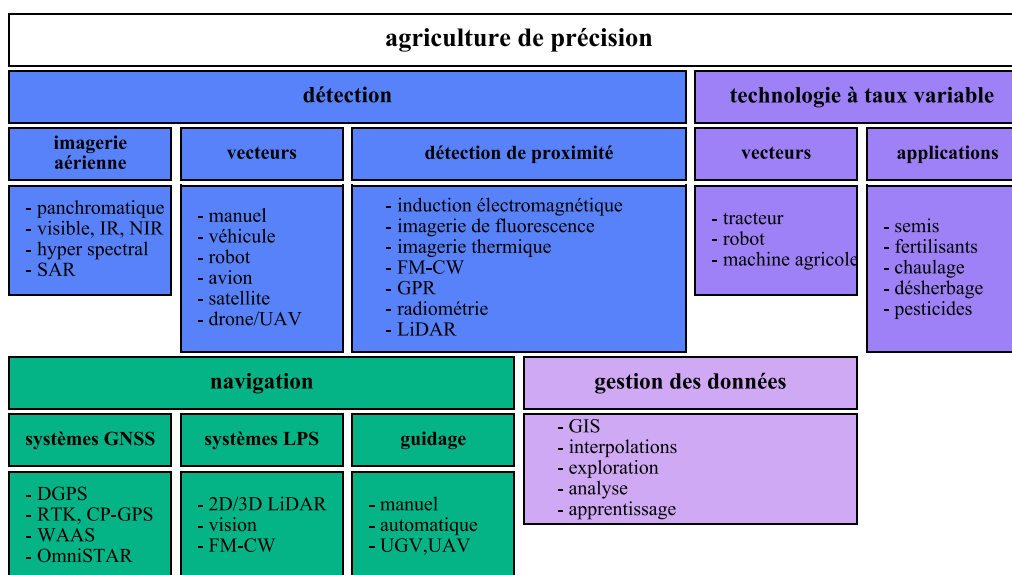 agriculture de précision
détection
technologie à taux variable
imagerie
aérienne
vecteurs
détection de proximité
vecteurs
applications
- panchromatique
- visible, IR, NIR
- hyper spectral
- SAR
- manuel
- véhicule
- robot
- avion
- satellite
- drone/UAV
- induction électromagnétique
- imagerie de fluorescence
- imagerie thermique
- FM-CW
- GPR
- radiométrie
- LiDAR
- tracteur
- robot
- machine agricole
- semis
- fertilisants
- chaulage
- désherbage
- pesticides
navigation
gestion des données
systèmes GNSS
systèmes LPS
guidage
- DGPS
- RTK, CP-GPS
- WAAS
- OmniSTAR
- 2D/3D LiDAR
- vision
- FM-CW
- manuel
- automatique
- UGV,UAV
- GIS
- interpolations
- exploration
- analyse
- apprentissage